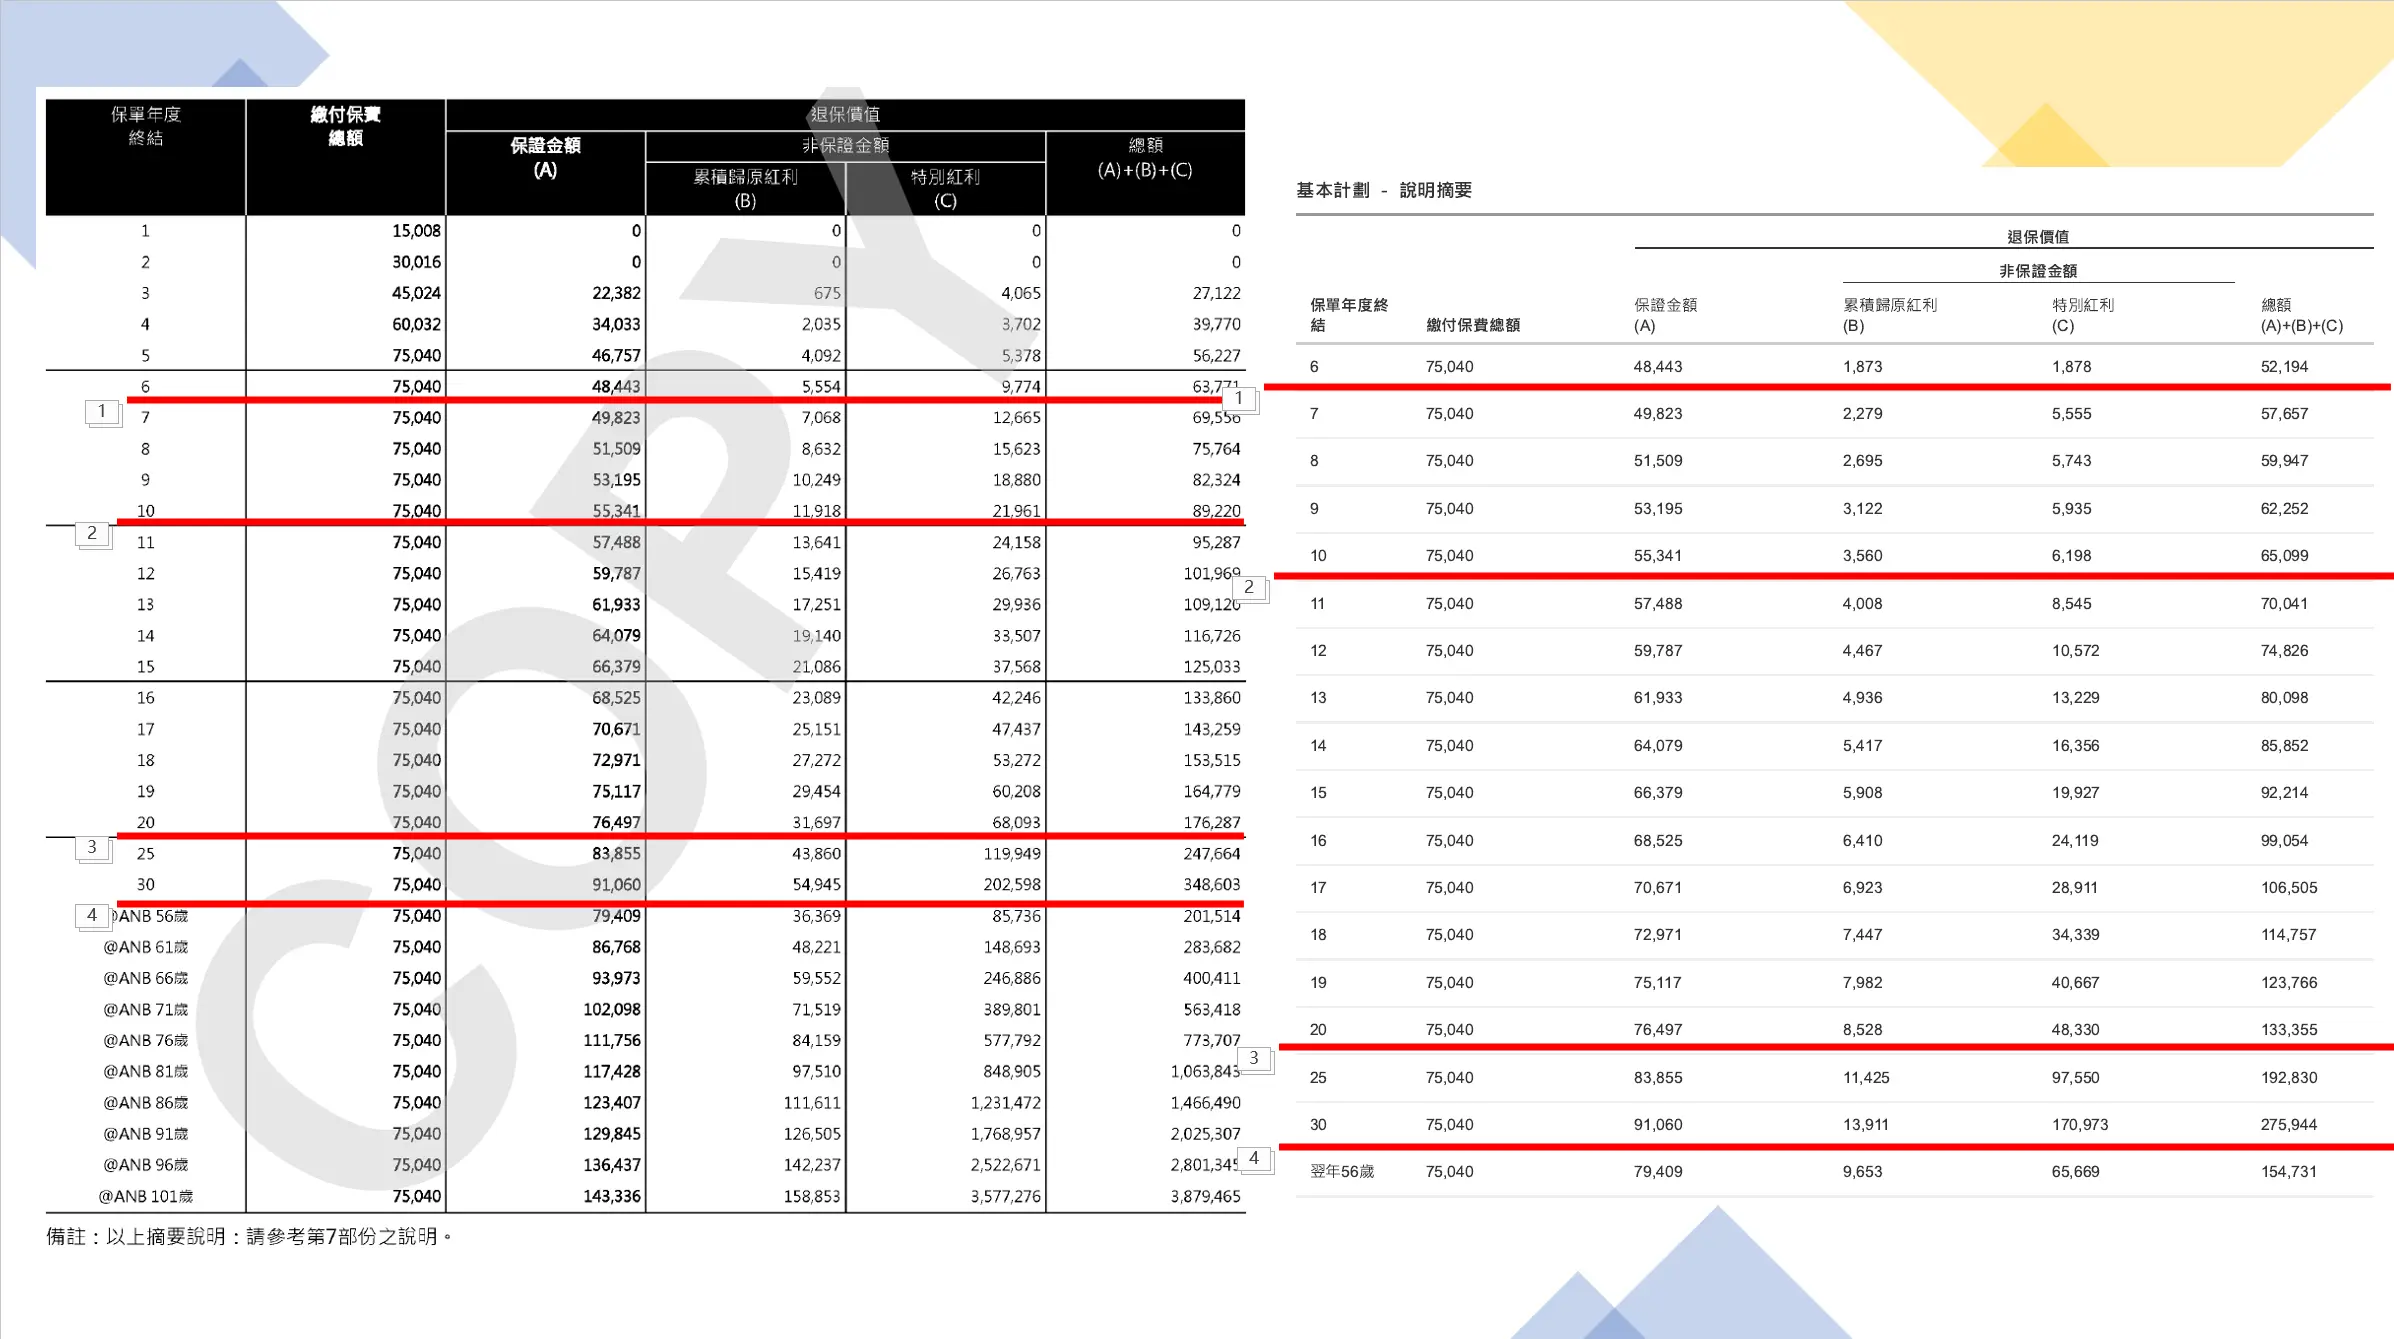 保單年度
終結
繳付保費
總額
退保價值
保證金額
(A)
非保證金額
累積歸原紅利
(B)
特別紅利
(C)
總額
(A)+(B)+(C)
1 15,008 0 0 0 0
2 30,016 0 0 0 0
3 45,024 22,382 675 4,065 27,122
4 60,032 34,033 2,035 3,702 39,770
5 75,040 46,757 4,092 5,378 56,227
6 75,040 48,443 5,554 9,774 63,771
1
7 75,040 49,823 7,068 12,665 69,556
8 75,040 51,509 8,632 15,623 75,764
9 75,040 53,195 10,249 18,880 82,324
10 75,040 55,341 11,918 21,961 89,220
2
11 75,040 57,488 13,641 24,158 95,287
12 75,040 59,787 15,419 26,763 101,969
13 75,040 61,933 17,251 29,936 109,120
14 75,040 64,079 19,140 33,507 116,726
15 75,040 66,379 21,086 37,568 125,033
16 75,040 68,525 23,089 42,246 133,860
17 75,040 70,671 25,151 47,437 143,259
18 75,040 72,971 27,272 53,272 153,515
19 75,040 75,117 29,454 60,208 164,779
20 75,040 76,497 31,697 68,093 176,287
3
25 75,040 83,855 43,860 119,949 247,664
30 75,040 91,060 54,945 202,598 348,603
4
@ANB 56歲 75,040 79,409 36,369 85,736 201,514
@ANB 61歲 75,040 86,768 48,221 148,693 283,682
@ANB 66歲 75,040 93,973 59,552 246,886 400,411
@ANB 71歲 75,040 102,098 71,519 389,801 563,418
@ANB 76歲 75,040 111,756 84,159 577,792 773,707
@ANB 81歲 75,040 117,428 97,510 848,905 1,063,843
@ANB 86歲 75,040 123,407 111,611 1,231,472 1,466,490
@ANB 91歲 75,040 129,845 126,505 1,768,957 2,025,307
@ANB 96歲 75,040 136,437 142,237 2,522,671 2,801,345
@ANB 101歲 75,040 143,336 158,853 3,577,276 3,879,465
備註：以上摘要說明：請參考第7部份之說明。
COPY
基本計劃 - 說明摘要
退保價值
非保證金額
保單年度終
結
繳付保費總額
保證金額
(A)
累積歸原紅利
(B)
特別紅利
(C)
總額
(A)+(B)+(C)
6 75,040 48,443 1,873 1,878 52,194
1
7 75,040 49,823 2,279 5,555 57,657
8 75,040 51,509 2,695 5,743 59,947
9 75,040 53,195 3,122 5,935 62,252
10 75,040 55,341 3,560 6,198 65,099
2
11 75,040 57,488 4,008 8,545 70,041
12 75,040 59,787 4,467 10,572 74,826
13 75,040 61,933 4,936 13,229 80,098
14 75,040 64,079 5,417 16,356 85,852
15 75,040 66,379 5,908 19,927 92,214
16 75,040 68,525 6,410 24,119 99,054
17 75,040 70,671 6,923 28,911 106,505
18 75,040 72,971 7,447 34,339 114,757
19 75,040 75,117 7,982 40,667 123,766
20 75,040 76,497 8,528 48,330 133,355
3
25 75,040 83,855 11,425 97,550 192,830
30 75,040 91,060 13,911 170,973 275,944
4
翌年56歲 75,040 79,409 9,653 65,669 154,731